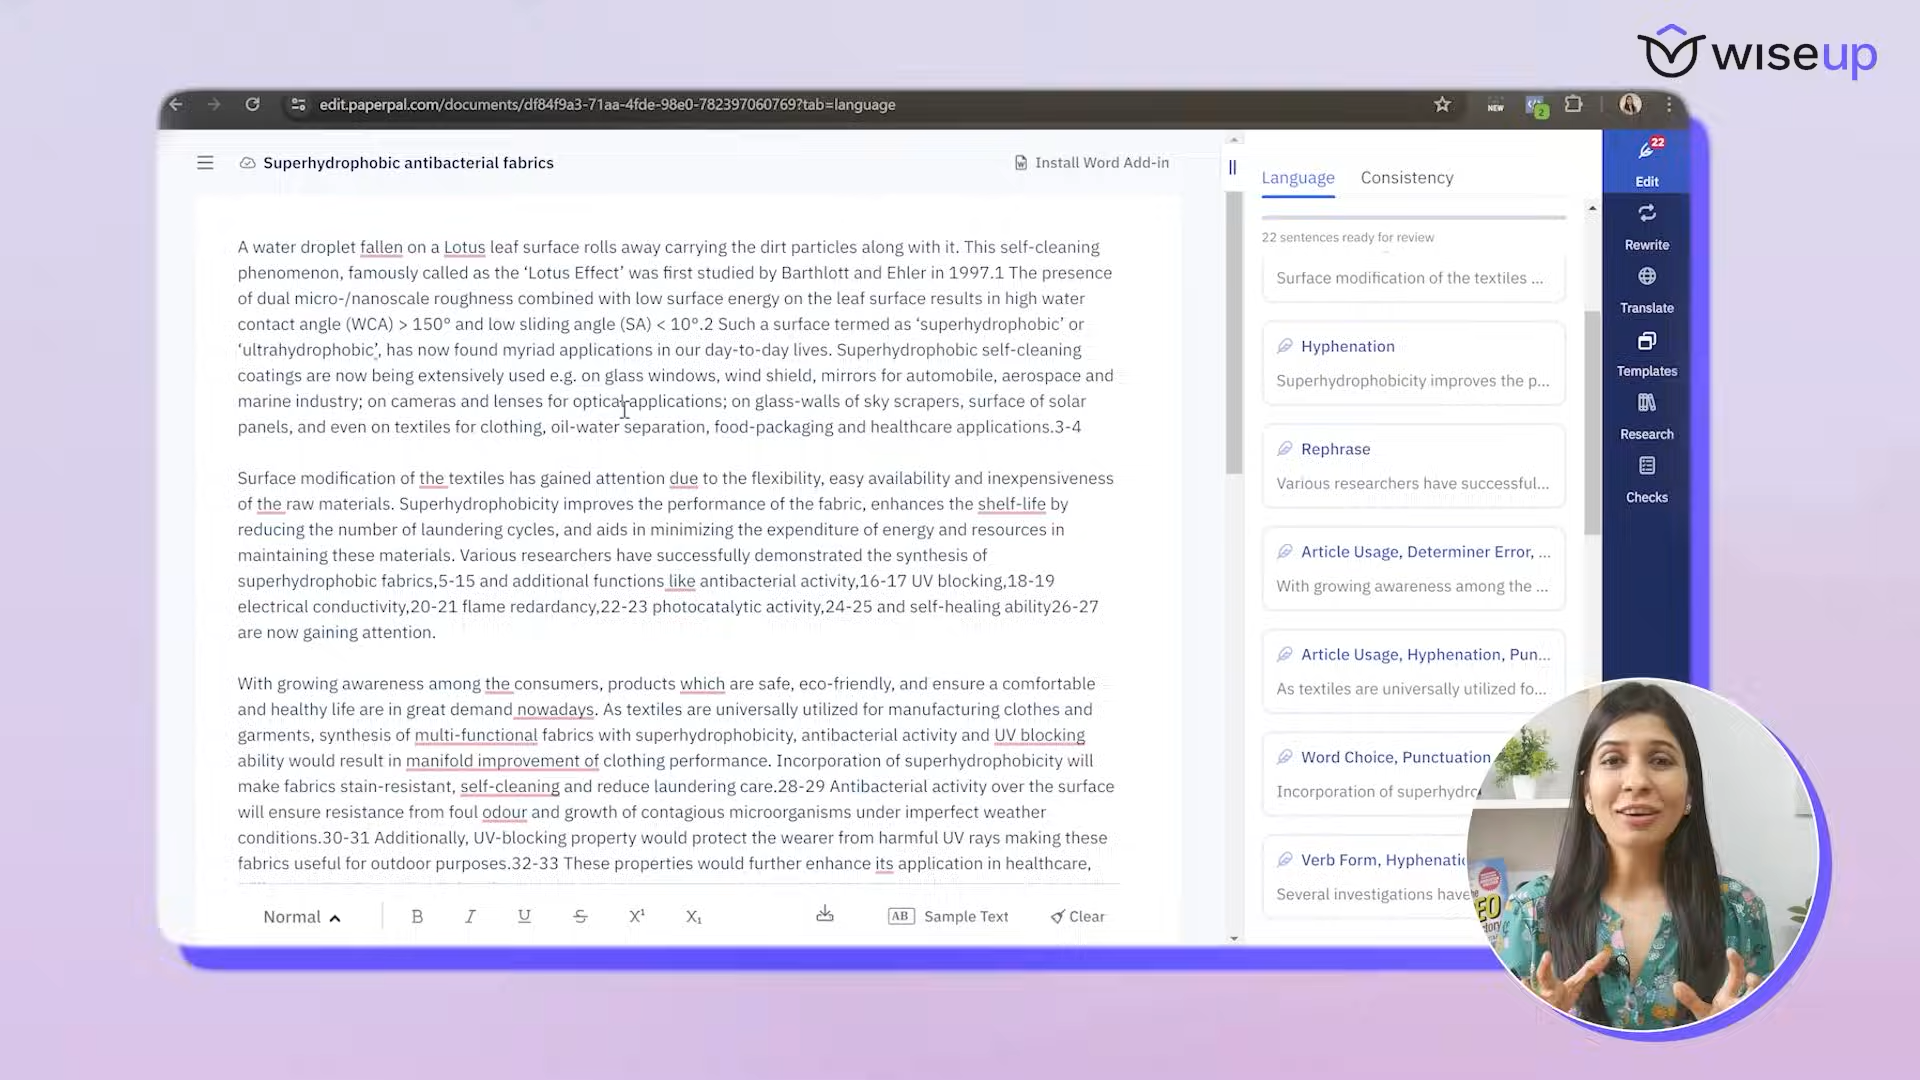 wiseup
edit.paperpal.com/documents/df84f9a3-71aa-4fde-98e0-782397060769?tab=language
NEW
2
Superhydrophobic antibacterial fabrics
Install Word Add-in
A water droplet fallen on a Lotus leaf surface rolls away carrying the dirt particles along with it. This self-cleaning
phenomenon, famously called as the ‘Lotus Effect’ was first studied by Barthlott and Ehler in 1997.1 The presence
of dual micro-/nanoscale roughness combined with low surface energy on the leaf surface results in high water
contact angle (WCA) > 150° and low sliding angle (SA) < 10°.2 Such a surface termed as ‘superhydrophobic’ or
‘ultrahydrophobic’, has now found myriad applications in our day-to-day lives. Superhydrophobic self-cleaning
coatings are now being extensively used e.g. on glass windows, wind shield, mirrors for automobile, aerospace and
marine industry; on cameras and lenses for optical applications; on glass-walls of sky scrapers, surface of solar
panels, and even on textiles for clothing, oil-water separation, food-packaging and healthcare applications.3-4
Surface modification of the textiles has gained attention due to the flexibility, easy availability and inexpensiveness
of the raw materials. Superhydrophobicity improves the performance of the fabric, enhances the shelf-life by
reducing the number of laundering cycles, and aids in minimizing the expenditure of energy and resources in
maintaining these materials. Various researchers have successfully demonstrated the synthesis of
superhydrophobic fabrics,5-15 and additional functions like antibacterial activity,16-17 UV blocking,18-19
electrical conductivity,20-21 flame redardancy,22-23 photocatalytic activity,24-25 and self-healing ability26-27
are now gaining attention.
With growing awareness among the consumers, products which are safe, eco-friendly, and ensure a comfortable
and healthy life are in great demand nowadays. As textiles are universally utilized for manufacturing clothes and
garments, synthesis of multi-functional fabrics with superhydrophobicity, antibacterial activity and UV blocking
ability would result in manifold improvement of clothing performance. Incorporation of superhydrophobicity will
make fabrics stain-resistant, self-cleaning and reduce laundering care.28-29 Antibacterial activity over the surface
will ensure resistance from foul odour and growth of contagious microorganisms under imperfect weather
conditions.30-31 Additionally, UV-blocking property would protect the wearer from harmful UV rays making these
fabrics useful for outdoor purposes.32-33 These properties would further enhance its application in healthcare,
Normal
B I U S X¹ X₁
AB Sample Text
Clear
Language Consistency
22 sentences ready for review
Surface modification of the textiles ...
Hyphenation
Superhydrophobicity improves the p...
Rephrase
Various researchers have successful...
Article Usage, Determiner Error, ...
With growing awareness among the ...
Article Usage, Hyphenation, Pun...
As textiles are universally utilized fo...
Word Choice, Punctuation
Incorporation of superhydro
Verb Form, Hyphenatio
Several investigations have
22
Edit
Rewrite
Translate
Templates
Research
Checks